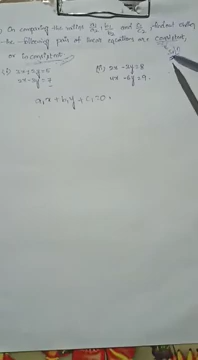 On comparing the ratios a₁/a₂, b₁/b₂ and c₁/c₂, find out
the following pair of linear equations are consistent,
or inconsistent.
(i) 3x+2y=5
2x-3y=7
(ii) 2x-3y=8
4x-6y=9.
a₁x+b₁y+c₁=0.